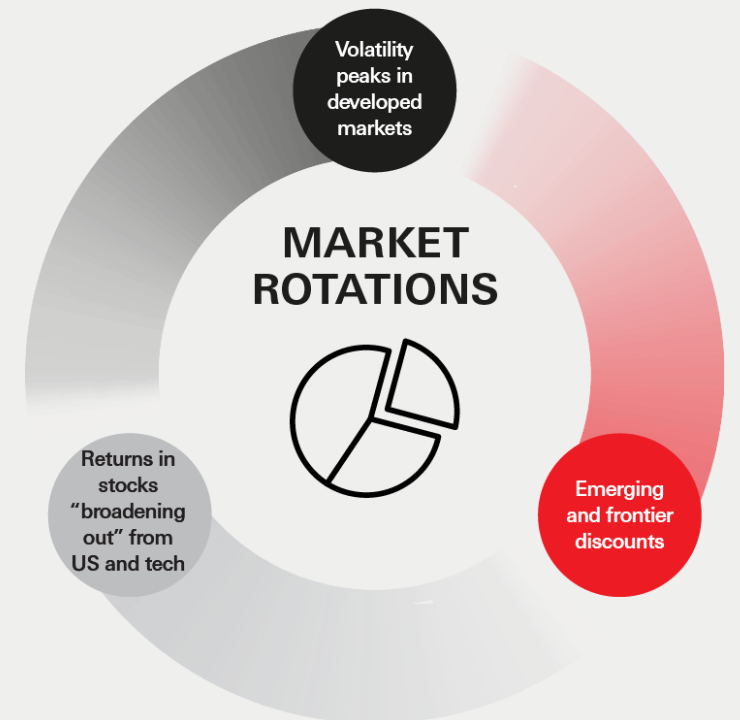 Volatility
peaks in
developed
markets
MARKET
ROTATIONS
Returns in
stocks
“broadening
out” from
US and tech
Emerging
and frontier
discounts